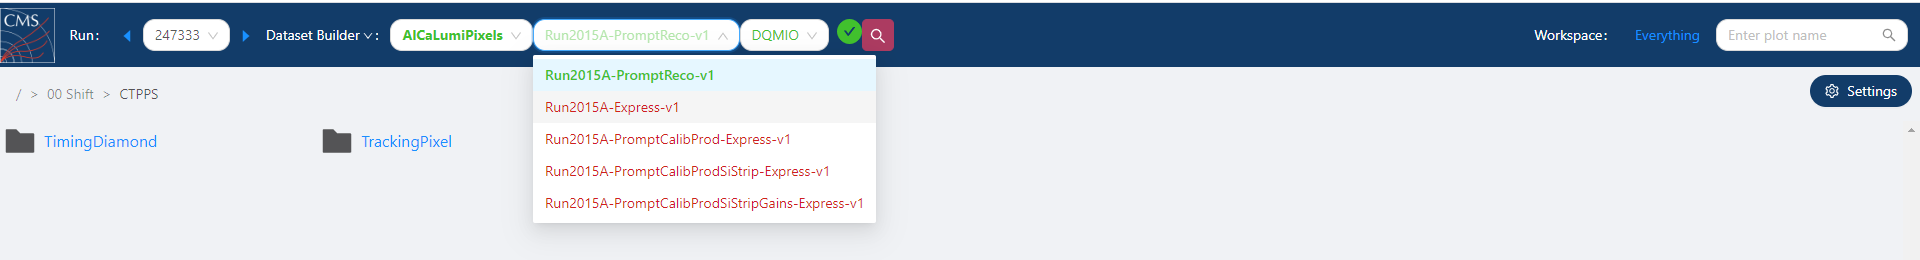 CMS
Run: 247333 Dataset Builder : AlCaLumiPixels Run2015A-PromptReco-v1 DQMIO Workspace: Everything Enter plot name
Run2015A-PromptReco-v1
/ > 00 Shift > CTPPS
Settings
Run2015A-Express-v1
TimingDiamond
TrackingPixel
Run2015A-PromptCalibProd-Express-v1
Run2015A-PromptCalibProdSiStrip-Express-v1
Run2015A-PromptCalibProdSiStripGains-Express-v1